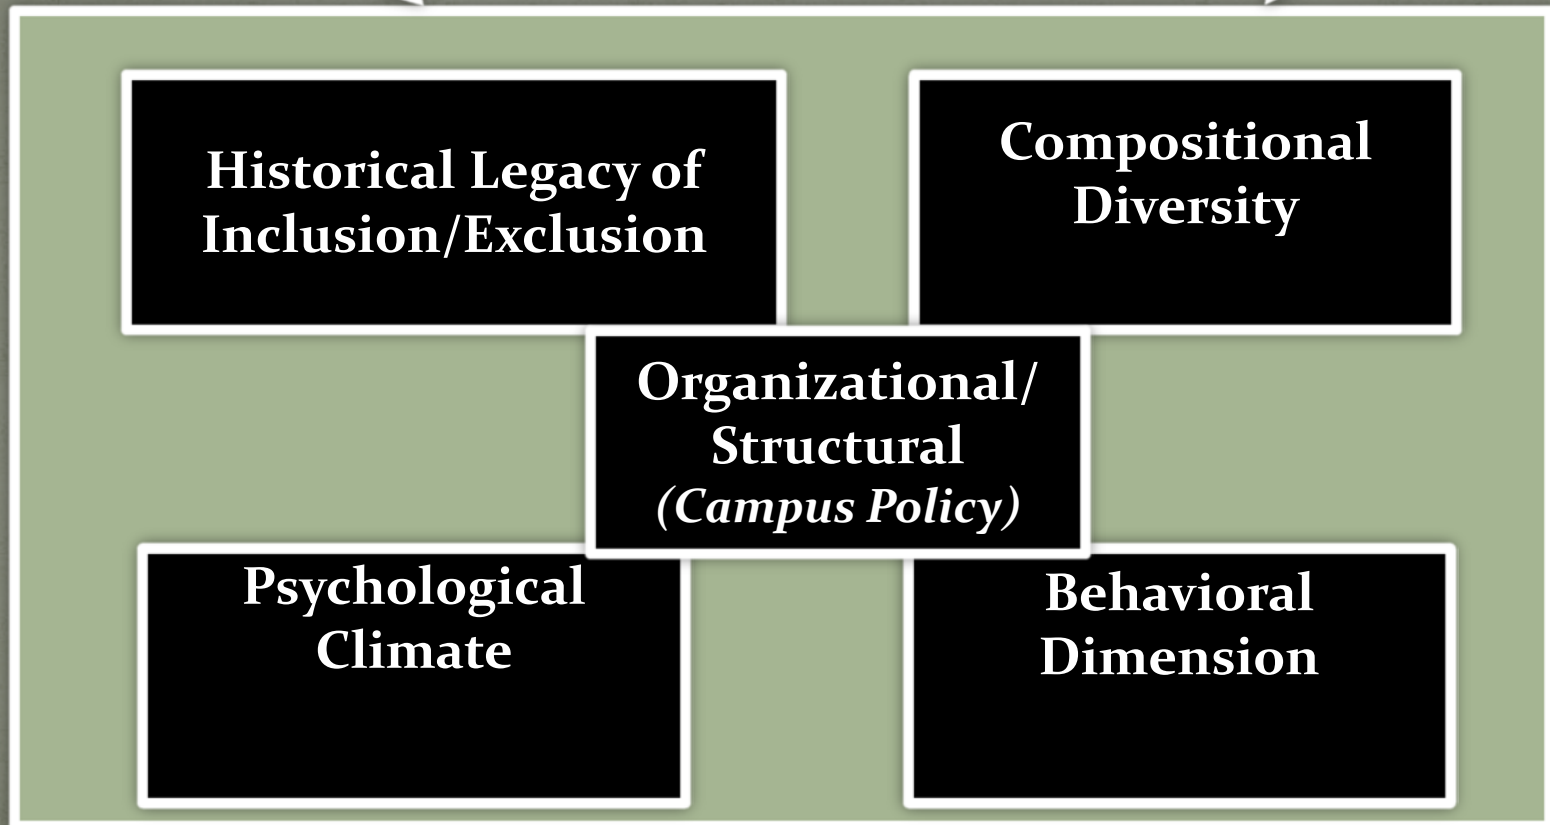 Historical Legacy of
Inclusion/Exclusion
Compositional
Diversity
Organizational/
Structural
(Campus Policy)
Psychological
Climate
Behavioral
Dimension